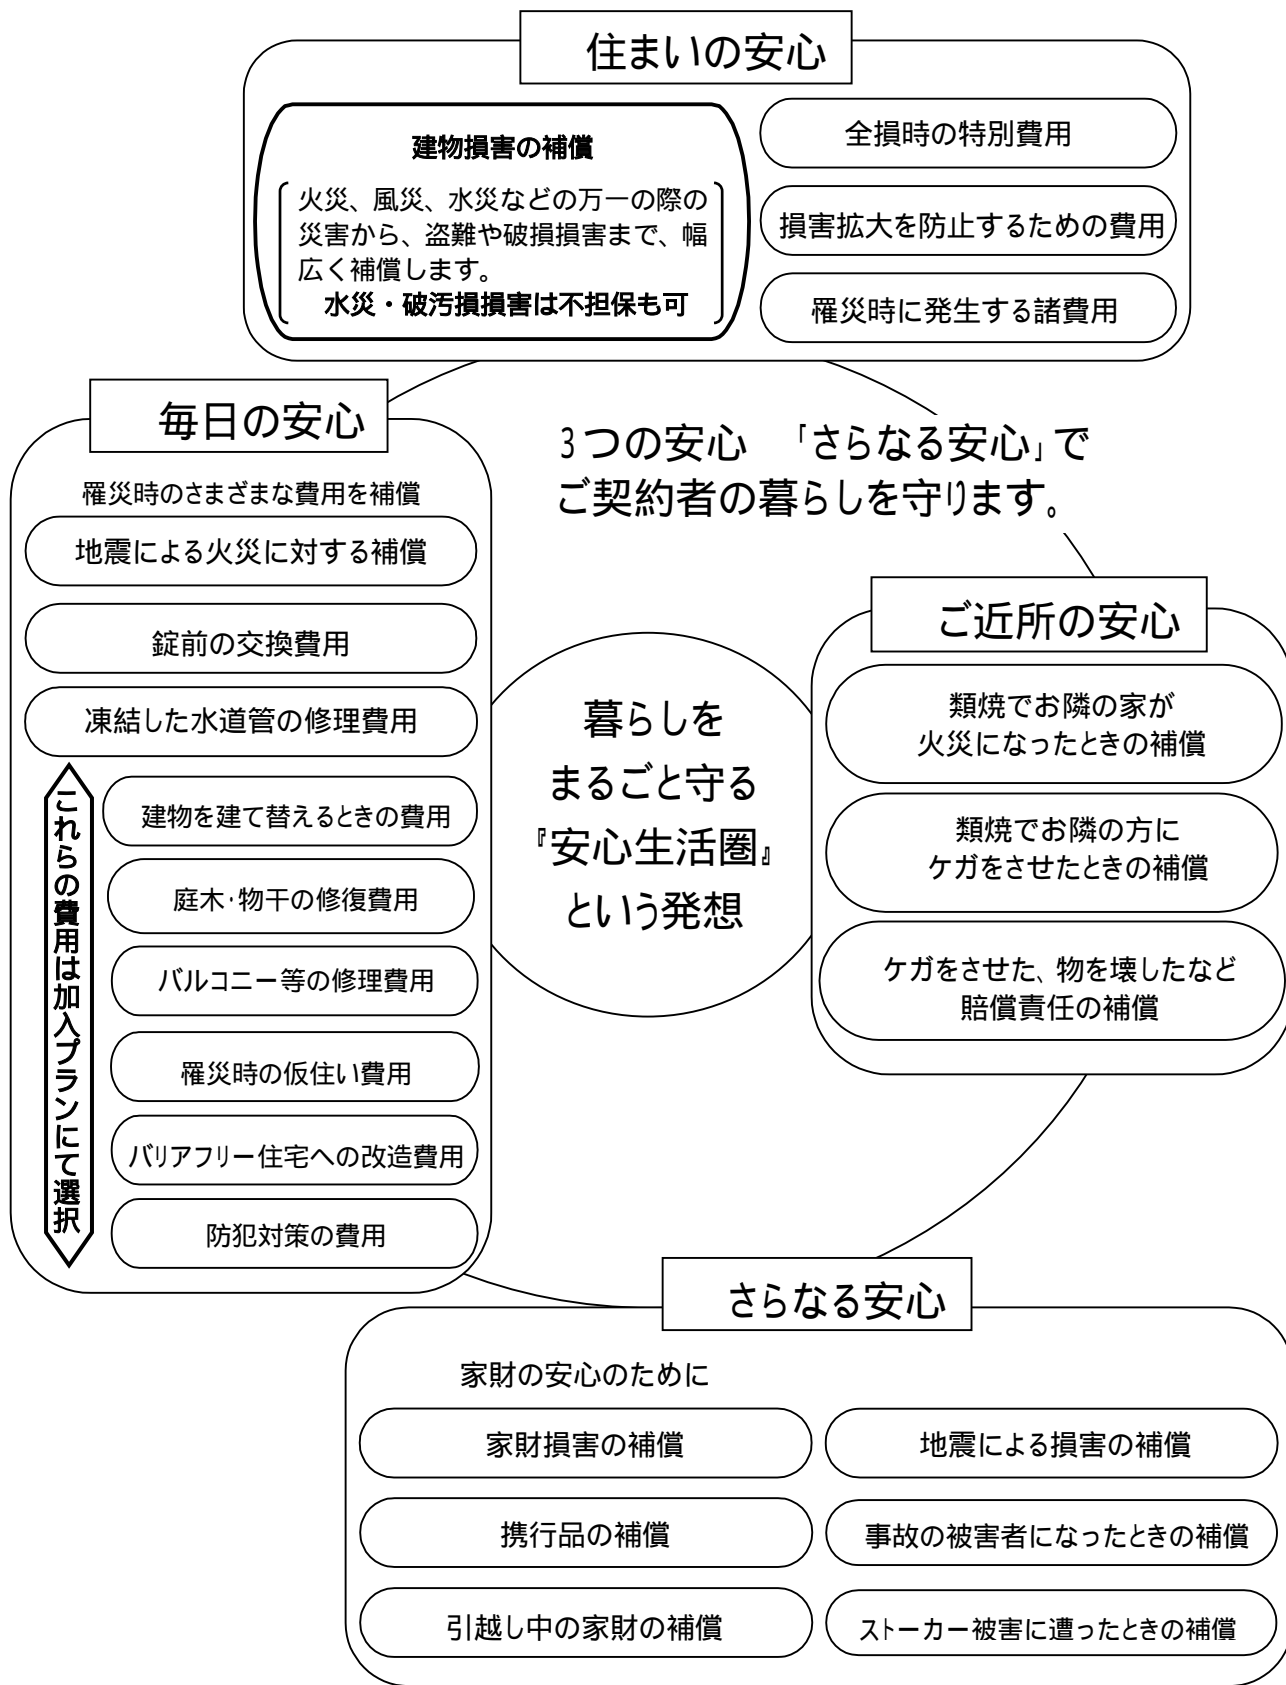 住まいの安心
建物損害の補償
火災、風災、水災などの万一の際の
災害から、盗難や破損損害まで、幅
広く補償します。
水災・破汚損損害は不担保も可
全損時の特別費用
損害拡大を防止するための費用
罹災時に発生する諸費用
毎日の安心
罹災時のさまざまな費用を補償
地震による火災に対する補償
錠前の交換費用
凍結した水道管の修理費用
これらの費用は加入プランにて選択
建物を建て替えるときの費用
庭木・物干の修復費用
バルコニー等の修理費用
罹災時の仮住い費用
バリアフリー住宅への改造費用
防犯対策の費用
3つの安心　「さらなる安心」で
ご契約者の暮らしを守ります。
暮らしを
まるごと守る
『安心生活圏』
という発想
ご近所の安心
類焼でお隣の家が
火災になったときの補償
類焼でお隣の方に
ケガをさせたときの補償
ケガをさせた、物を壊したなど
賠償責任の補償
さらなる安心
家財の安心のために
家財損害の補償
携行品の補償
引越し中の家財の補償
地震による損害の補償
事故の被害者になったときの補償
ストーカー被害に遭ったときの補償